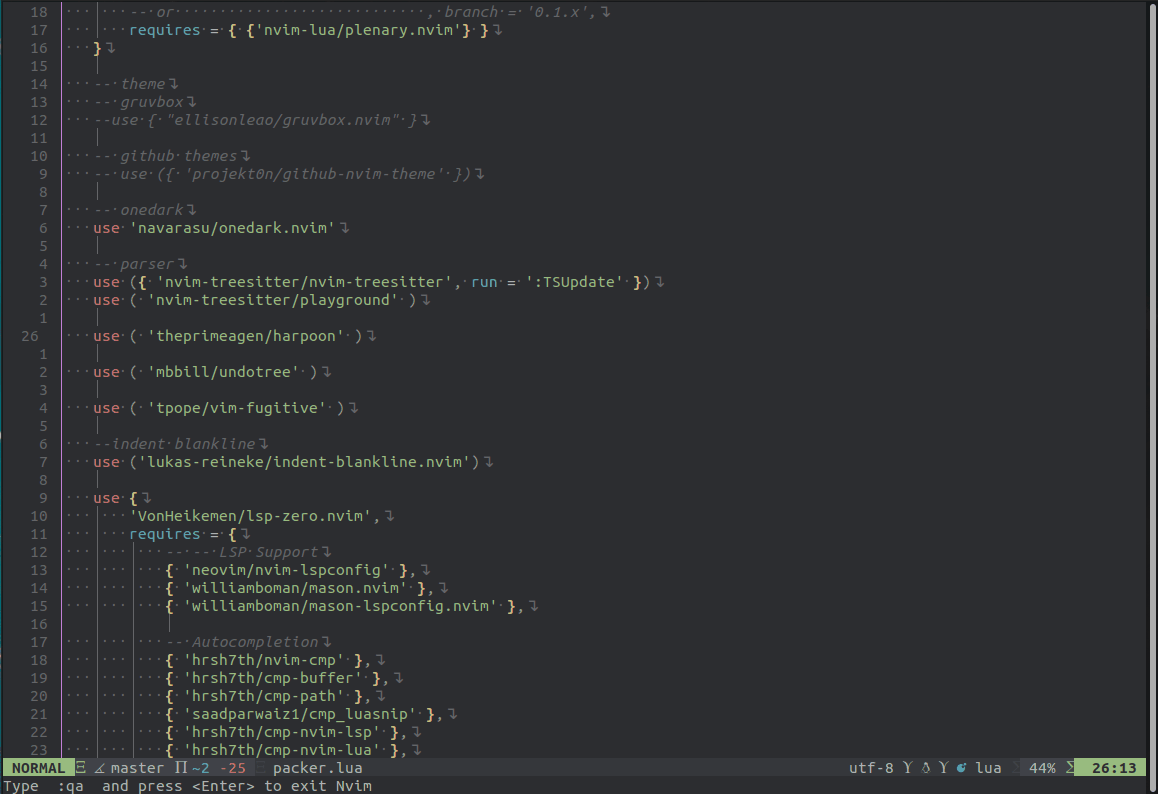 18 -- or , branch = '0.1.x',
17 requires = { {'nvim-lua/plenary.nvim'} }
16 }
15
14 -- theme
13 -- gruvbox
12 --use { "ellisonleao/gruvbox.nvim" }
11
10 -- github themes
9 -- use ({ 'projekt0n/github-nvim-theme' })
8
7 -- onedark
6 use 'navarasu/onedark.nvim'
5
4 -- parser
3 use ({ 'nvim-treesitter/nvim-treesitter', run = ':TSUpdate' })
2 use ( 'nvim-treesitter/playground' )
1
26 use ( 'theprimeagen/harpoon' )
1
2 use ( 'mbbill/undotree' )
3
4 use ( 'tpope/vim-fugitive' )
5
6 --indent blankline
7 use ('lukas-reineke/indent-blankline.nvim')
8
9 use {
10 'VonHeikemen/lsp-zero.nvim',
11 requires = {
12 -- -- LSP Support
13 { 'neovim/nvim-lspconfig' },
14 { 'williamboman/mason.nvim' },
15 { 'williamboman/mason-lspconfig.nvim' },
16
17 -- Autocompletion
18 { 'hrsh7th/nvim-cmp' },
19 { 'hrsh7th/cmp-buffer' },
20 { 'hrsh7th/cmp-path' },
21 { 'saadparwaiz1/cmp_luasnip' },
22 { 'hrsh7th/cmp-nvim-lsp' },
23 { 'hrsh7th/cmp-nvim-lua' },
NORMAL master ~2 -25 packer.lua utf-8 lua 44% 26:13
Type :qa and press <Enter> to exit Nvim